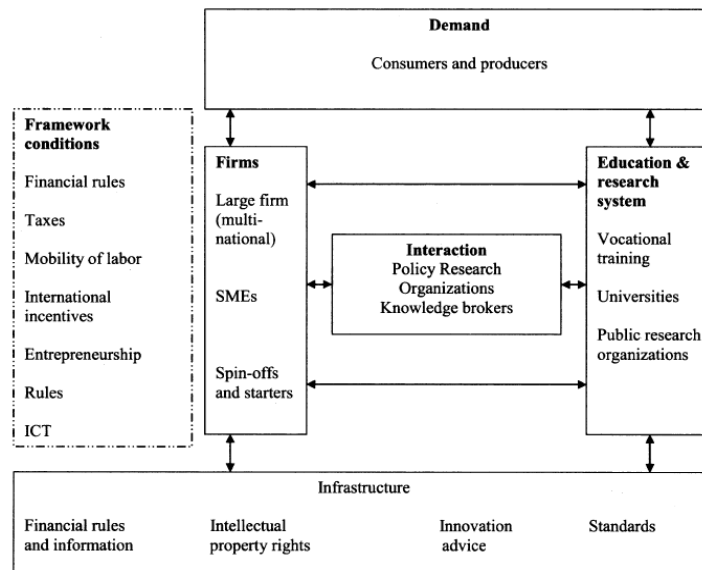 Demand
Consumers and producers
Framework
conditions
Financial rules
Taxes
Mobility of labor
International
incentives
Entrepreneurship
Rules
ICT
Firms
Large firm
(multi-
national)
SMEs
Spin-offs
and starters
Interaction
Policy Research
Organizations
Knowledge brokers
Education &
research
system
Vocational
training
Universities
Public research
organizations
Infrastructure
Financial rules
and information
Intellectual
property rights
Innovation
advice
Standards